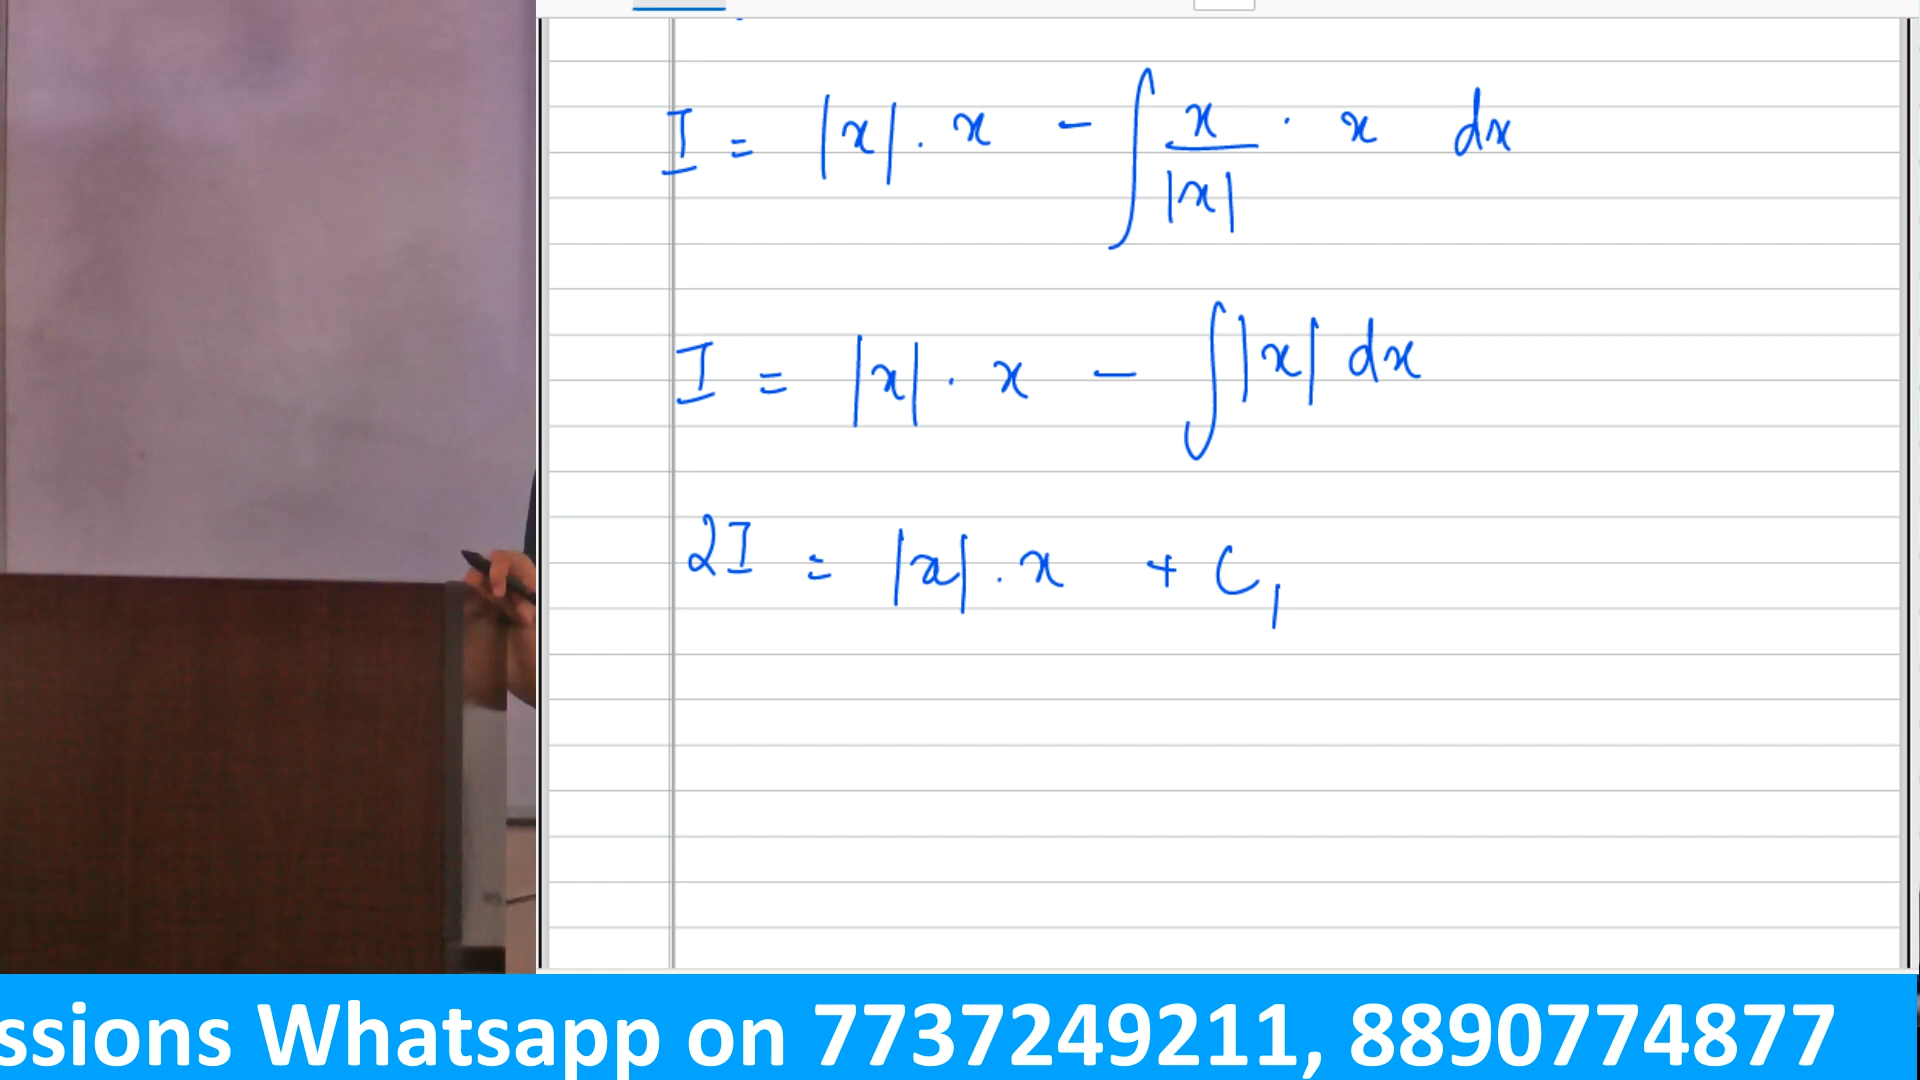 I = |x| . x - ∫ x/|x| . x dx
I = |x| . x - ∫ |x| dx
2I = |x| . x + C₁
ssions Whatsapp on 7737249211, 8890774877